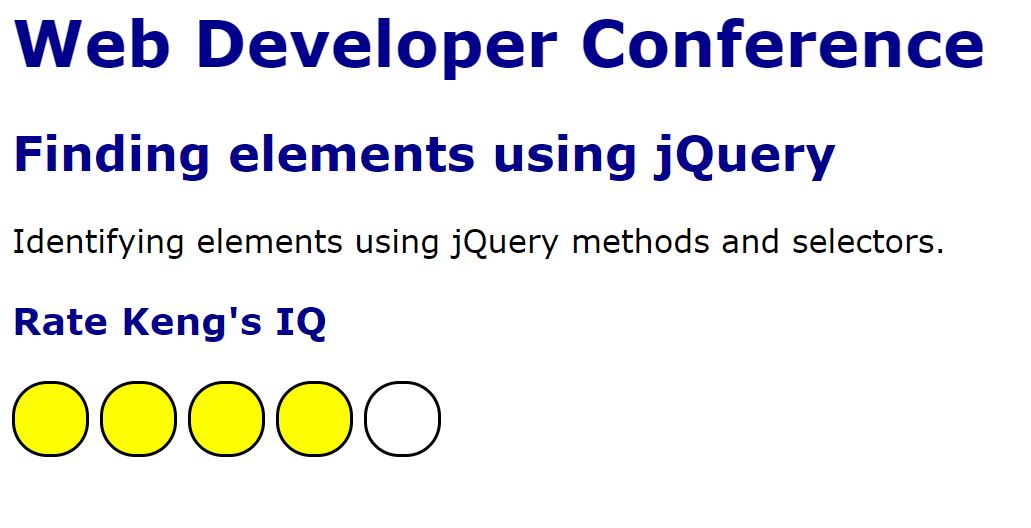 Web Developer Conference
Finding elements using jQuery
Identifying elements using jQuery methods and selectors.
Rate Keng's IQ